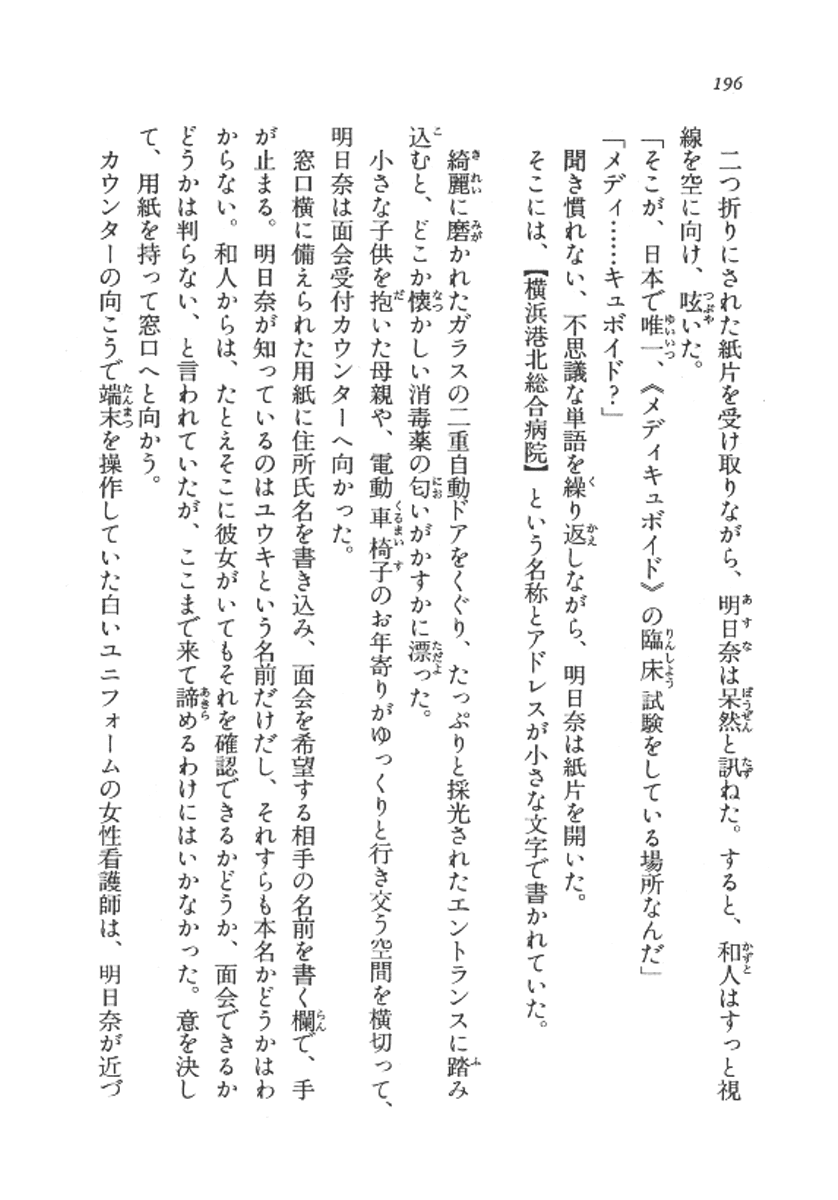 196
二つ折りにされた紙片を受け取りながら、明日奈は呆然と訊ねた。すると、和人はすっと視
線を空に向け、呟いた。
「そこが、日本で唯一、《メディキュボイド》の臨床試験をしている場所なんだ」
「メディ……キュボイド？」
聞き慣れない、不思議な単語を繰り返しながら、明日奈は紙片を開いた。
そこには、【横浜港北総合病院】という名称とアドレスが小さな文字で書かれていた。
綺麗に磨かれたガラスの二重自動ドアをくぐり、たっぷりと採光されたエントランスに踏み
込むと、どこか懐かしい消毒薬の匂いがかすかに漂った。
小さな子供を抱いた母親や、電動車椅子のお年寄りがゆっくりと行き交う空間を横切って、
明日奈は面会受付カウンターへ向かった。
窓口横に備えられた用紙に住所氏名を書き込み、面会を希望する相手の名前を書く欄で、手
が止まる。明日奈が知っているのはユウキという名前だけだし、それすらも本名かどうかはわ
からない。和人からは、たとえそこに彼女がいてもそれを確認できるかどうか、面会できるか
どうかは判らない、と言われていたが、ここまで来て諦めるわけにはいかなかった。意を決し
て、用紙を持って窓口へと向かう。
カウンターの向こうで端末を操作していた白いユニフォームの女性看護師は、明日奈が近づ